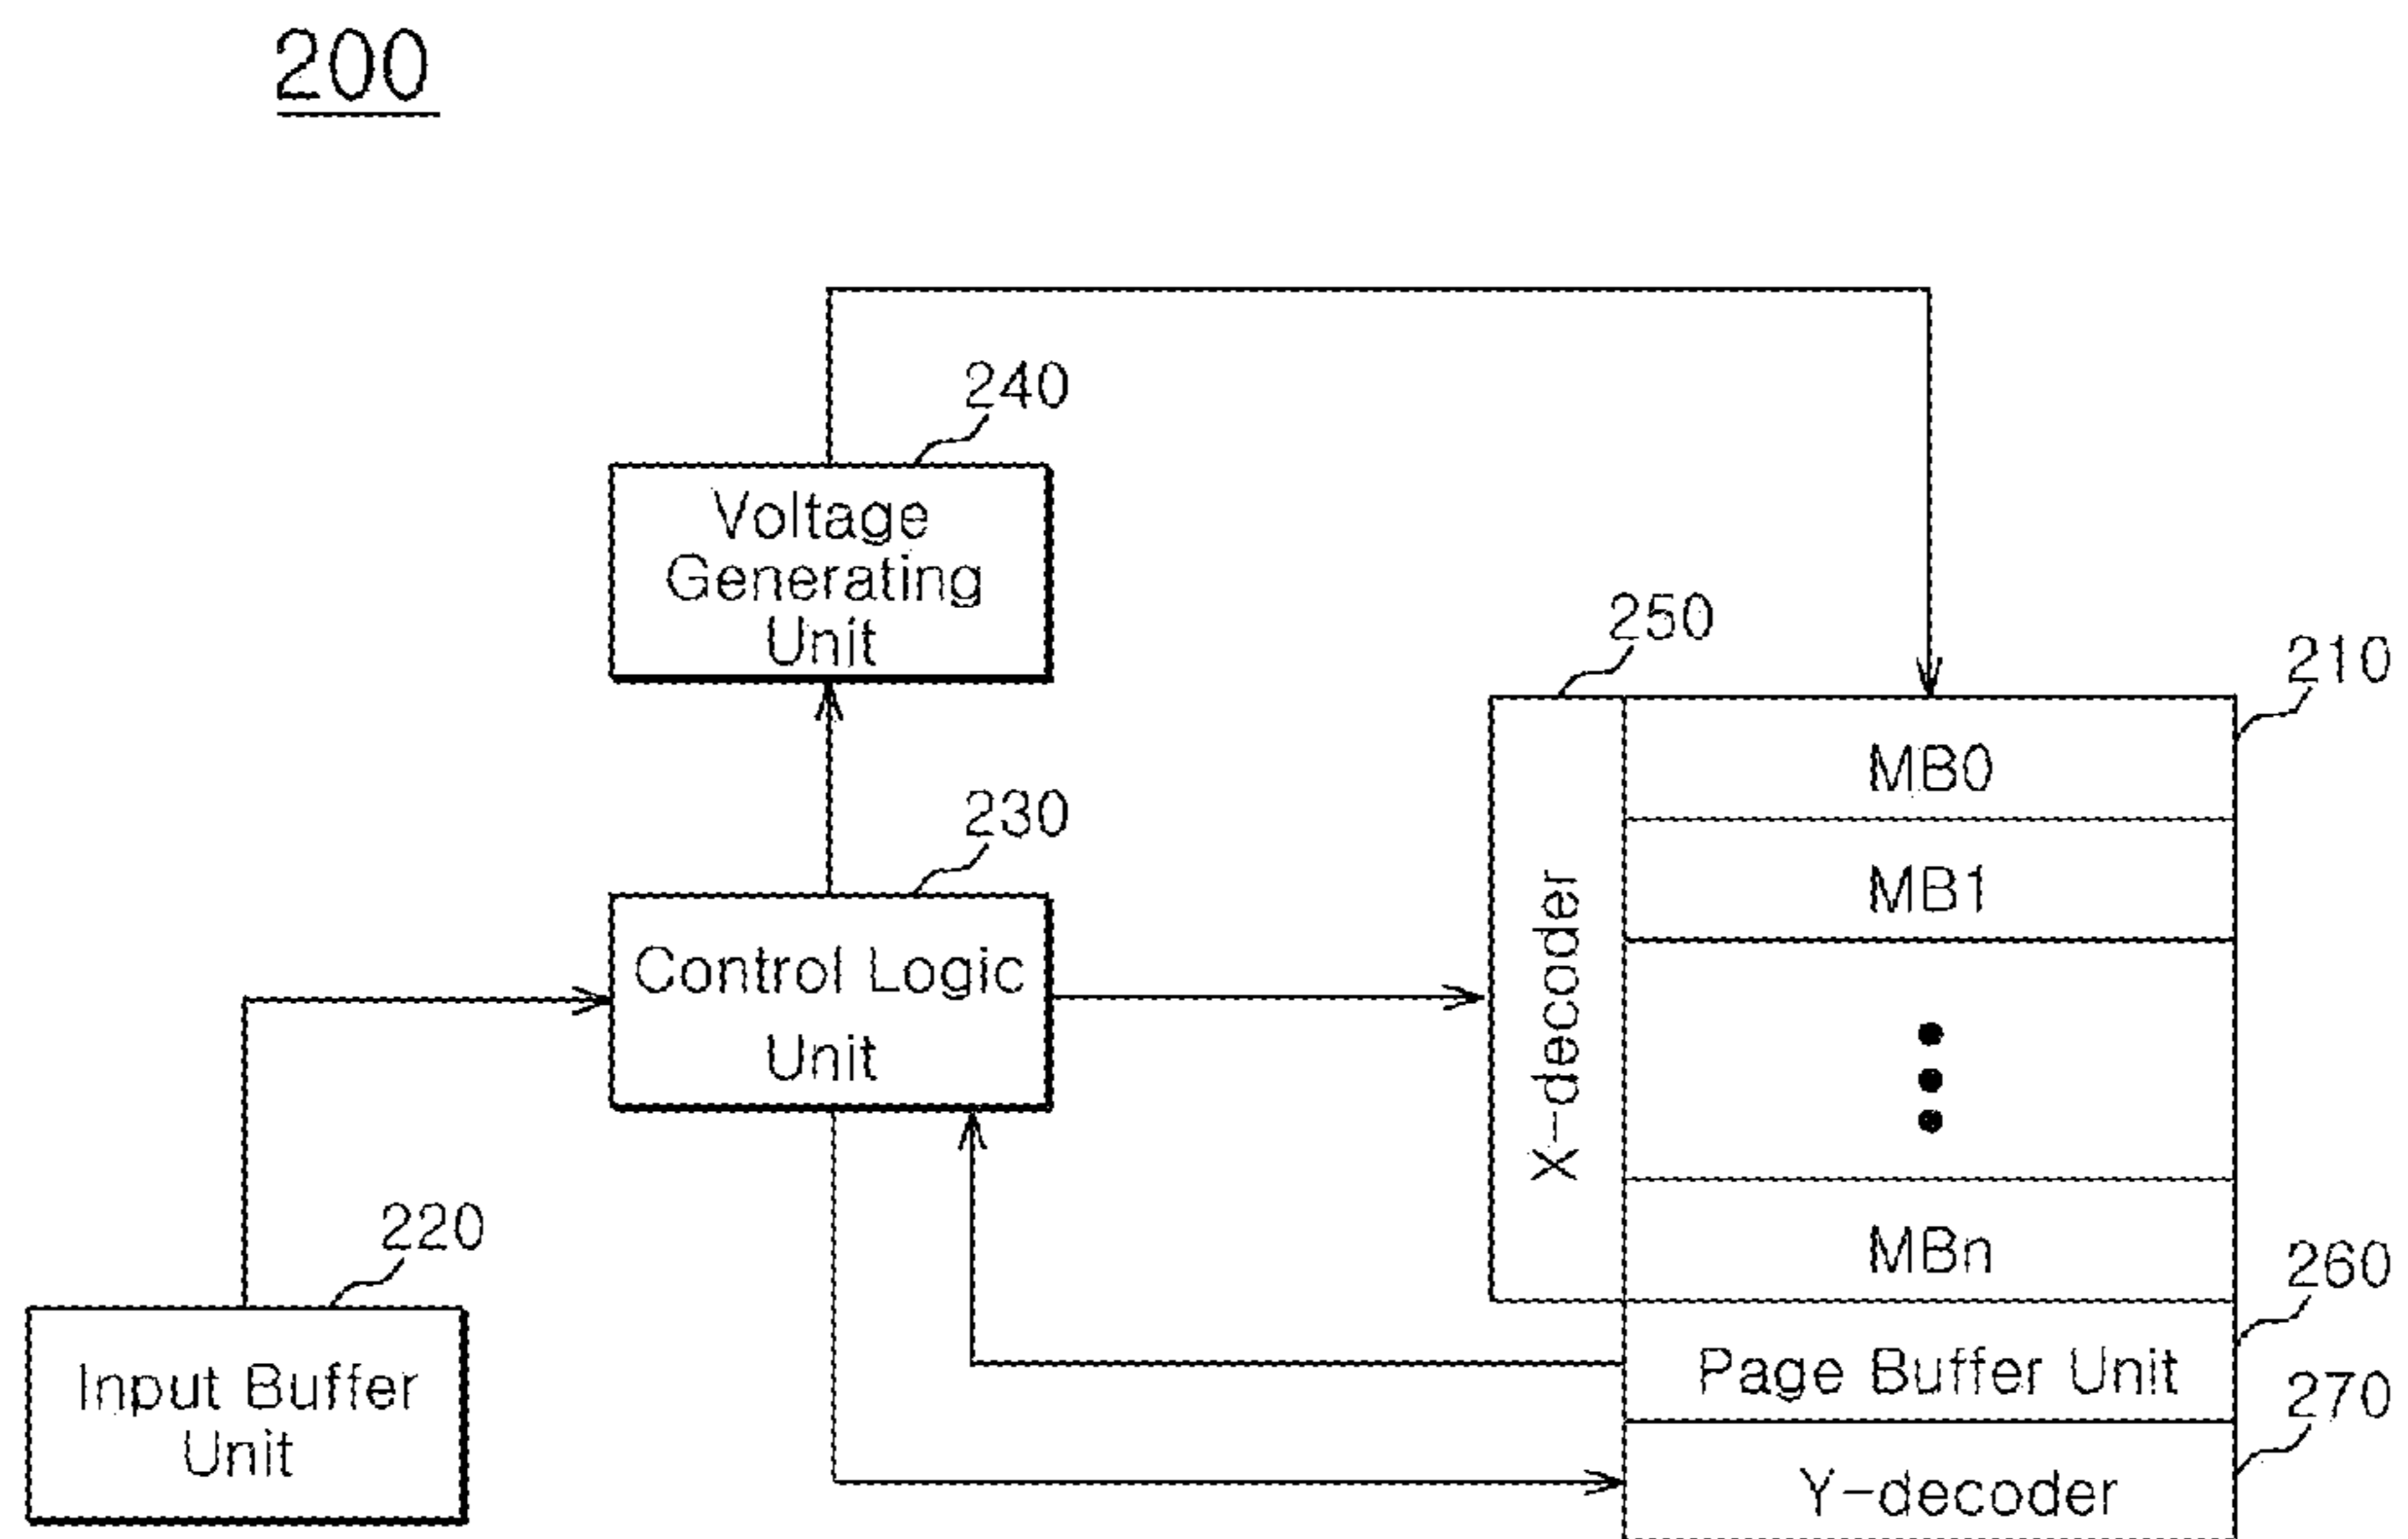 200
240
Voltage
Generating
Unit
250
210
MB0
230
MB1
Control Logic
Unit
X-decoder
220
MBn
260
Input Buffer
Unit
Page Buffer Unit
270
Y-decoder